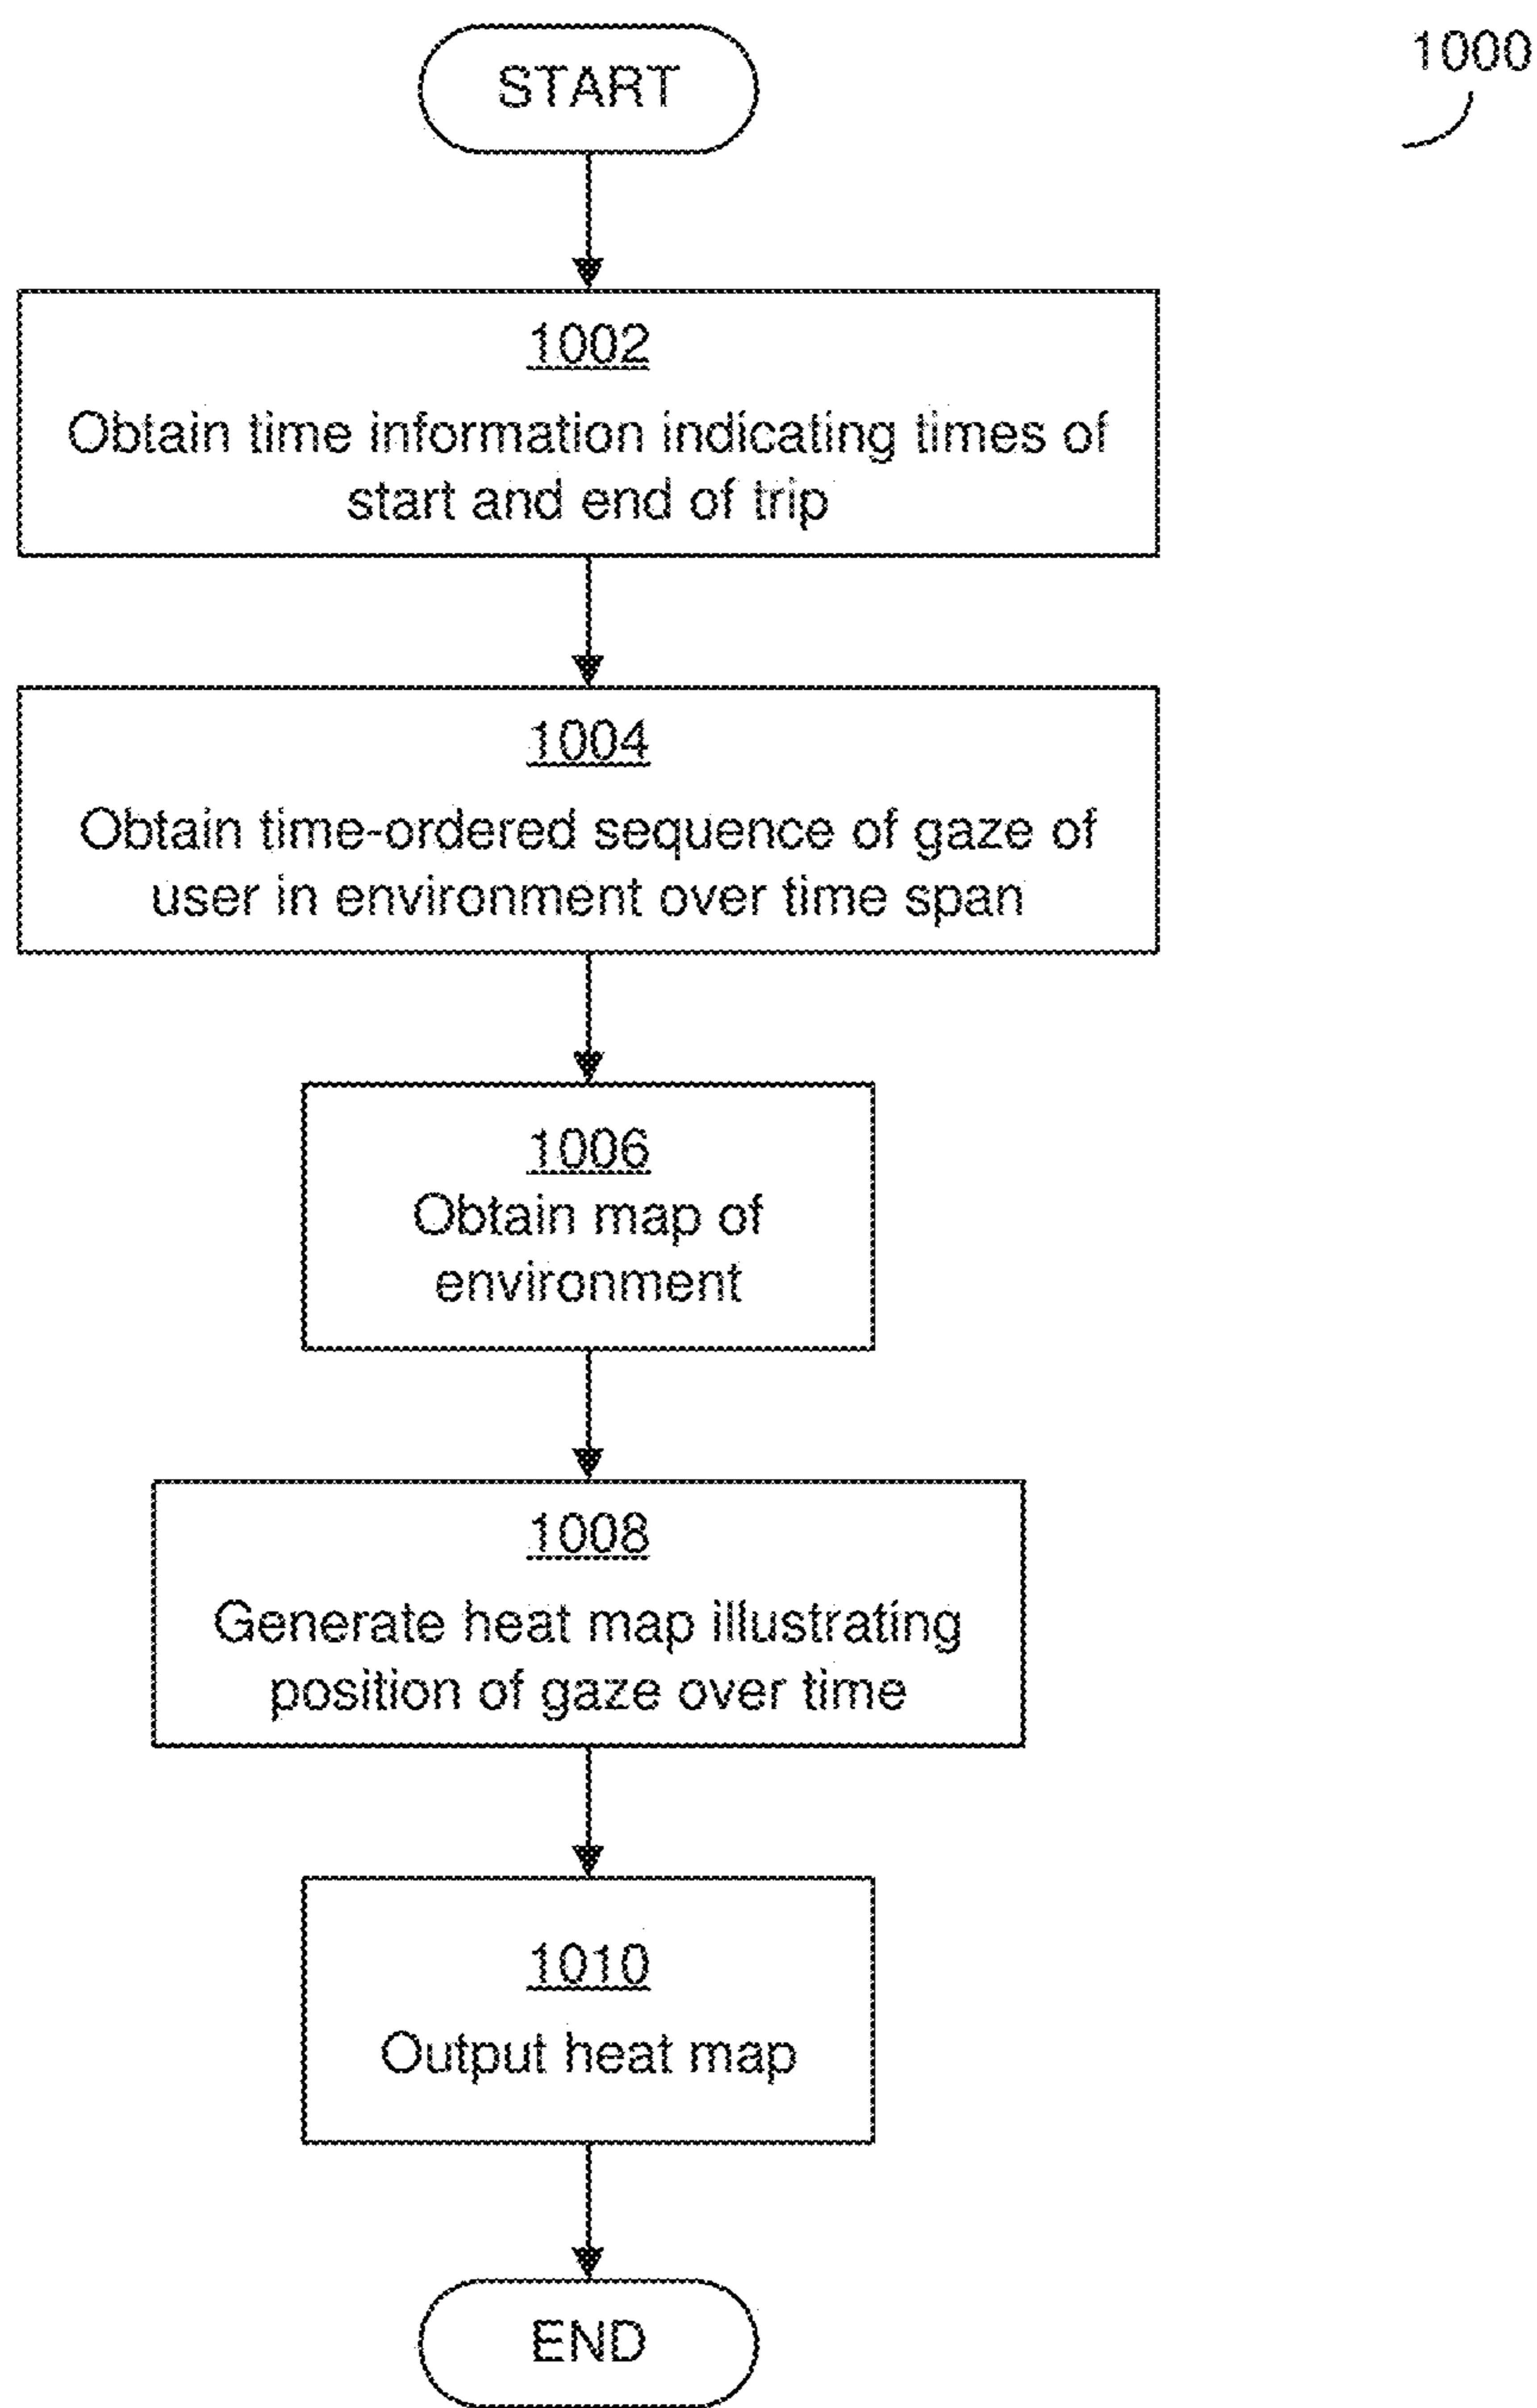 START
1000
1002
Obtain time information indicating times of
start and end of trip
1004
Obtain time-ordered sequence of gaze of
user in environment over time span
1006
Obtain map of
environment
1008
Generate heat map illustrating
position of gaze over time
1010
Output heat map
END